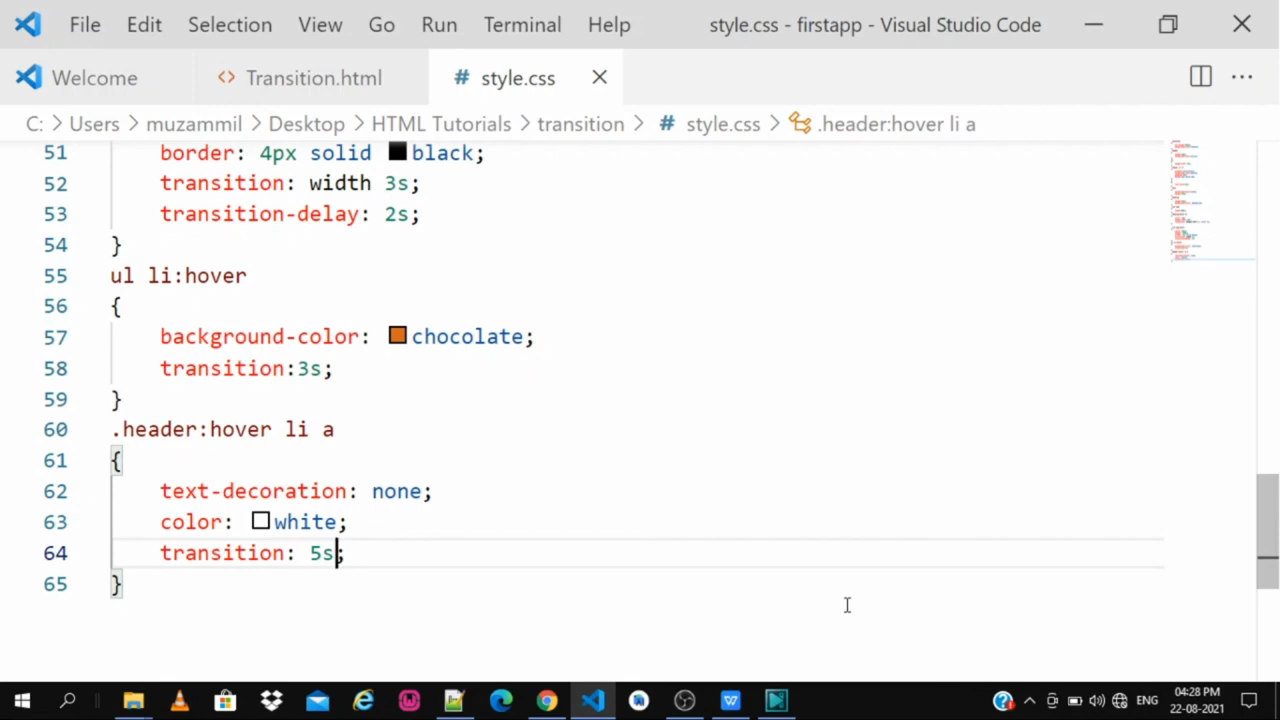 File Edit Selection View Go Run Terminal Help style.css - firstapp - Visual Studio Code
Welcome <> Transition.html # style.css
C: > Users > muzammil > Desktop > HTML Tutorials > transition > # style.css > .header:hover li a
51 border: 4px solid black;
52 transition: width 3s;
53 transition-delay: 2s;
54 }
55 ul li:hover
56 {
57 background-color: chocolate;
58 transition:3s;
59 }
60 .header:hover li a
61 {
62 text-decoration: none;
63 color: white;
64 transition: 5s;
65 }
ENG
04:28 PM
22-08-2021